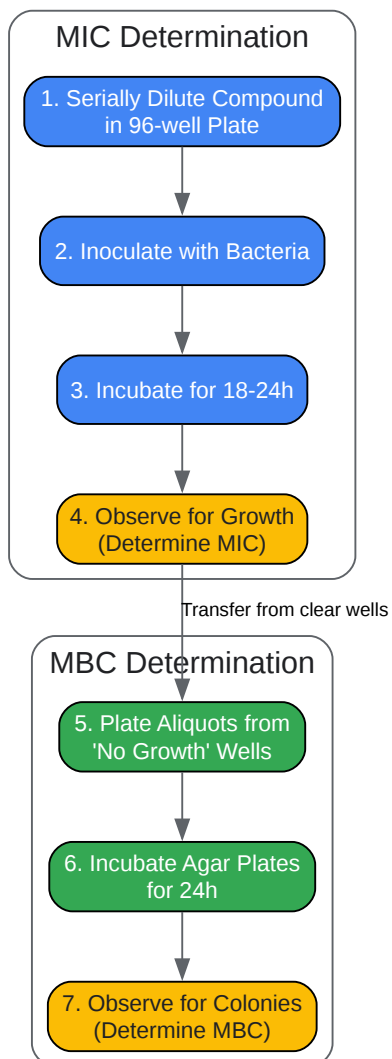 MIC Determination
1. Serially Dilute Compound
in 96-well Plate
2. Inoculate with Bacteria
3. Incubate for 18-24h
4. Observe for Growth
(Determine MIC)
Transfer from clear wells
MBC Determination
5. Plate Aliquots from
'No Growth' Wells
6. Incubate Agar Plates
for 24h
7. Observe for Colonies
(Determine MBC)